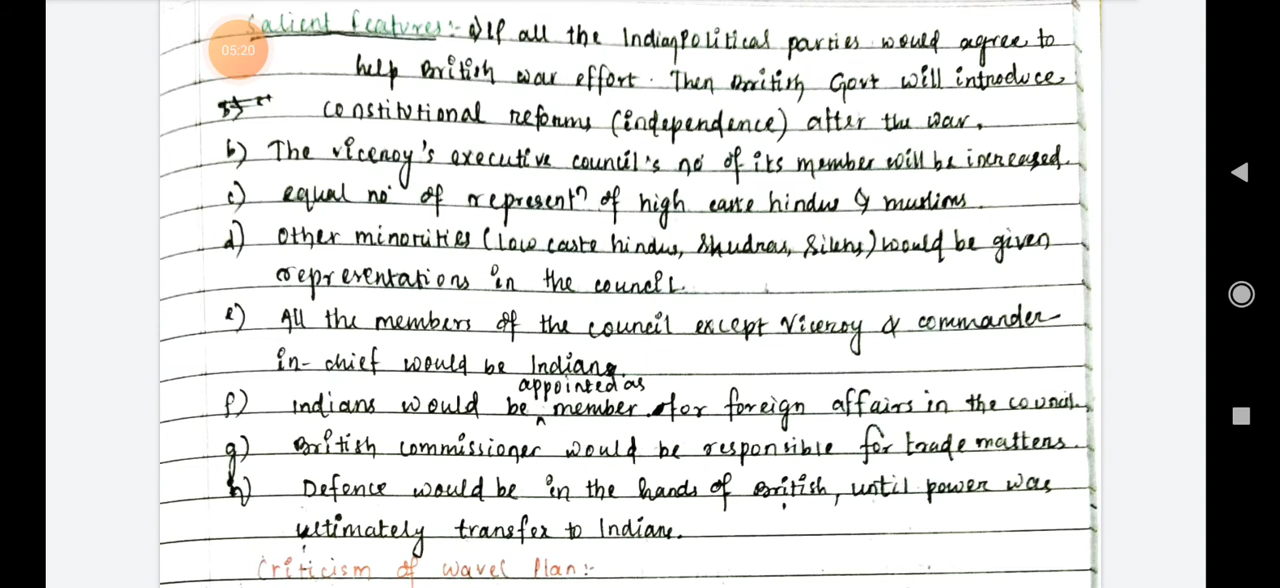 Salient features:- a) If all the Indian Political parties would agree to
05:20
help British war effort. Then British Govt will introduce
constitutional reforms (independence) after the war.
b) The viceroy's executive council's no of its member will be increased.
c) equal no of representn of high caste hindus & muslims.
d) other minorities (low caste hindus, shudras, Sikhs) would be given
representations in the council.
e) All the members of the council except Viceroy & commander
in-chief would be Indians.
appointed as
f) indians would be ^ member for foreign affairs in the council.
g) British commissioner would be responsible for trade matters.
h) Defence would be in the hands of British, until power was
ultimately transfer to Indians.
Criticism of wavel plan:-